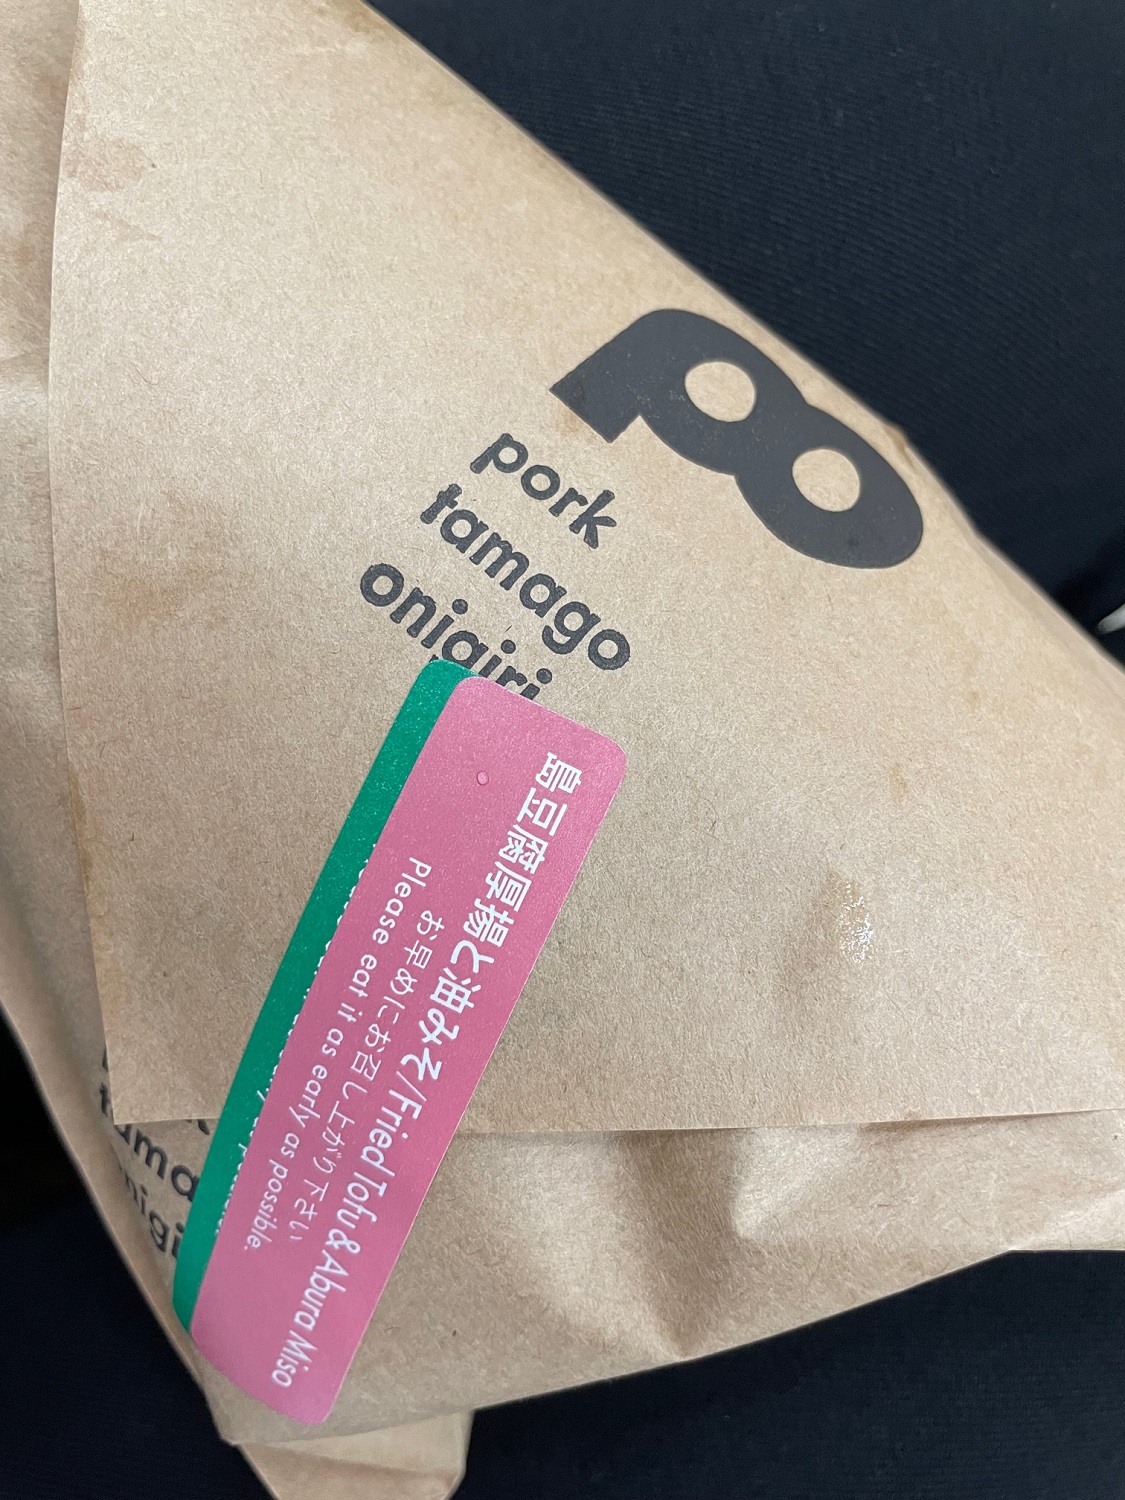 po
pork
tamago
onigiri
島豆腐厚揚と油みそ/Fried Tofu & Abura Miso
お早めにお召し上がり下さい
Please eat it as early as possible.